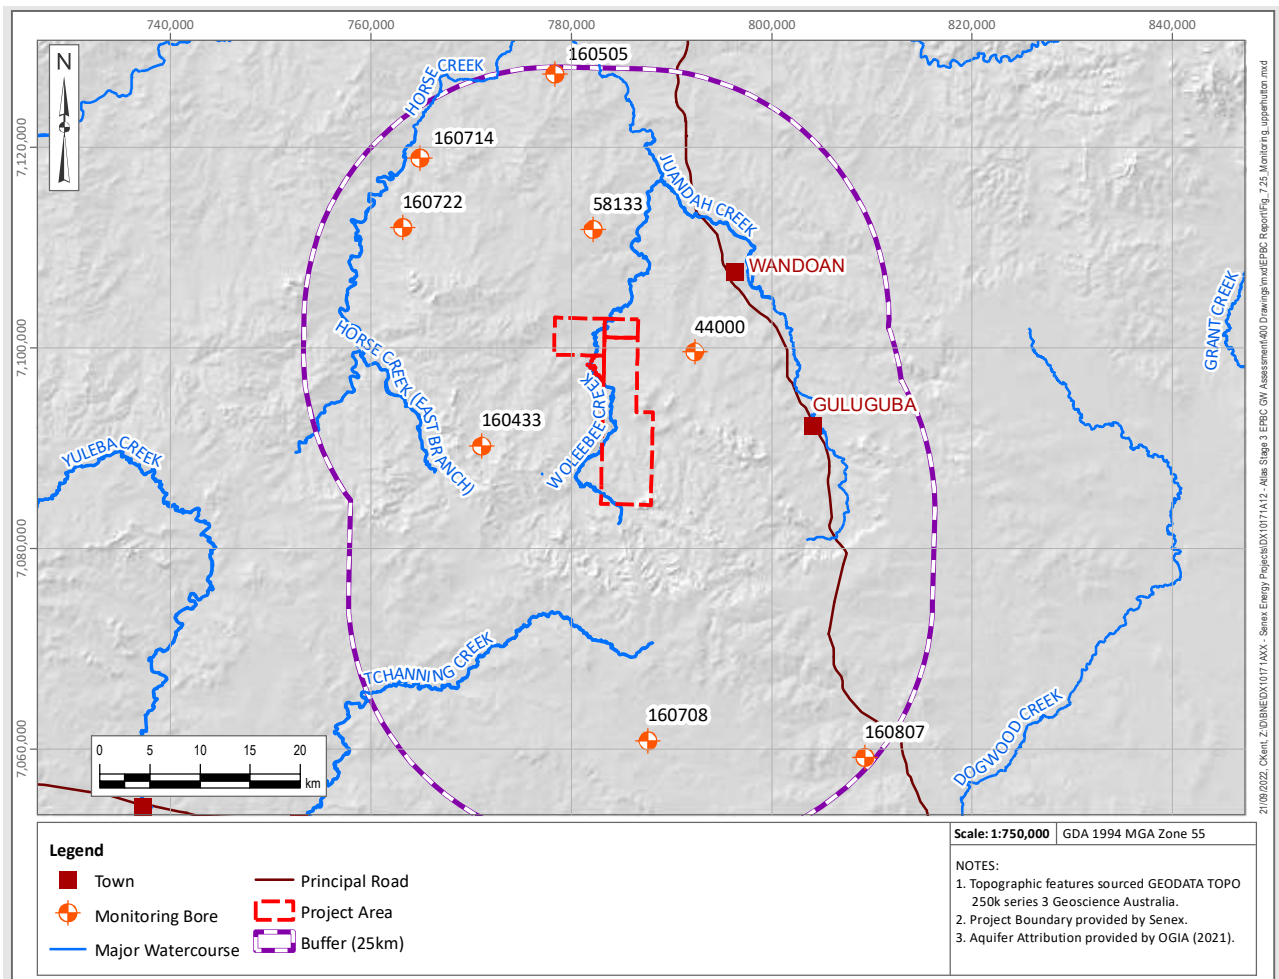 740,000
760,000
780,000
800,000
820,000
840,000
N
HORSE CREEK
160505
7,120,000
160714
JUANDAH CREEK
160722
58133
WANDOAN
44000
GRANT CREEK
7,100,000
HORSE CREEK (EAST BRANCH)
GULUGUBA
160433
WOLEEBEE CREEK
YULEBA CREEK
7,080,000
TCHANNING CREEK
160708
160807
DOGWOOD CREEK
7,060,000
0 5 10 15 20
km
21/09/2022, CKent, Z:\D\BNE\DX10171AXX - Senex Energy Projects\DX10171A12 - Atlas Stag 3 EPBC GW Assessment\400 Drawings\mxd\EPBC Report\Fig_7.25_Monitoring_upperhutton.mxd
Legend
Town
Monitoring Bore
Major Watercourse
Principal Road
Project Area
Buffer (25km)
Scale: 1:750,000 GDA 1994 MGA Zone 55
NOTES:
1. Topographic features sourced GEODATA TOPO
250k series 3 Geoscience Australia.
2. Project Boundary provided by Senex.
3. Aquifer Attribution provided by OGIA (2021).